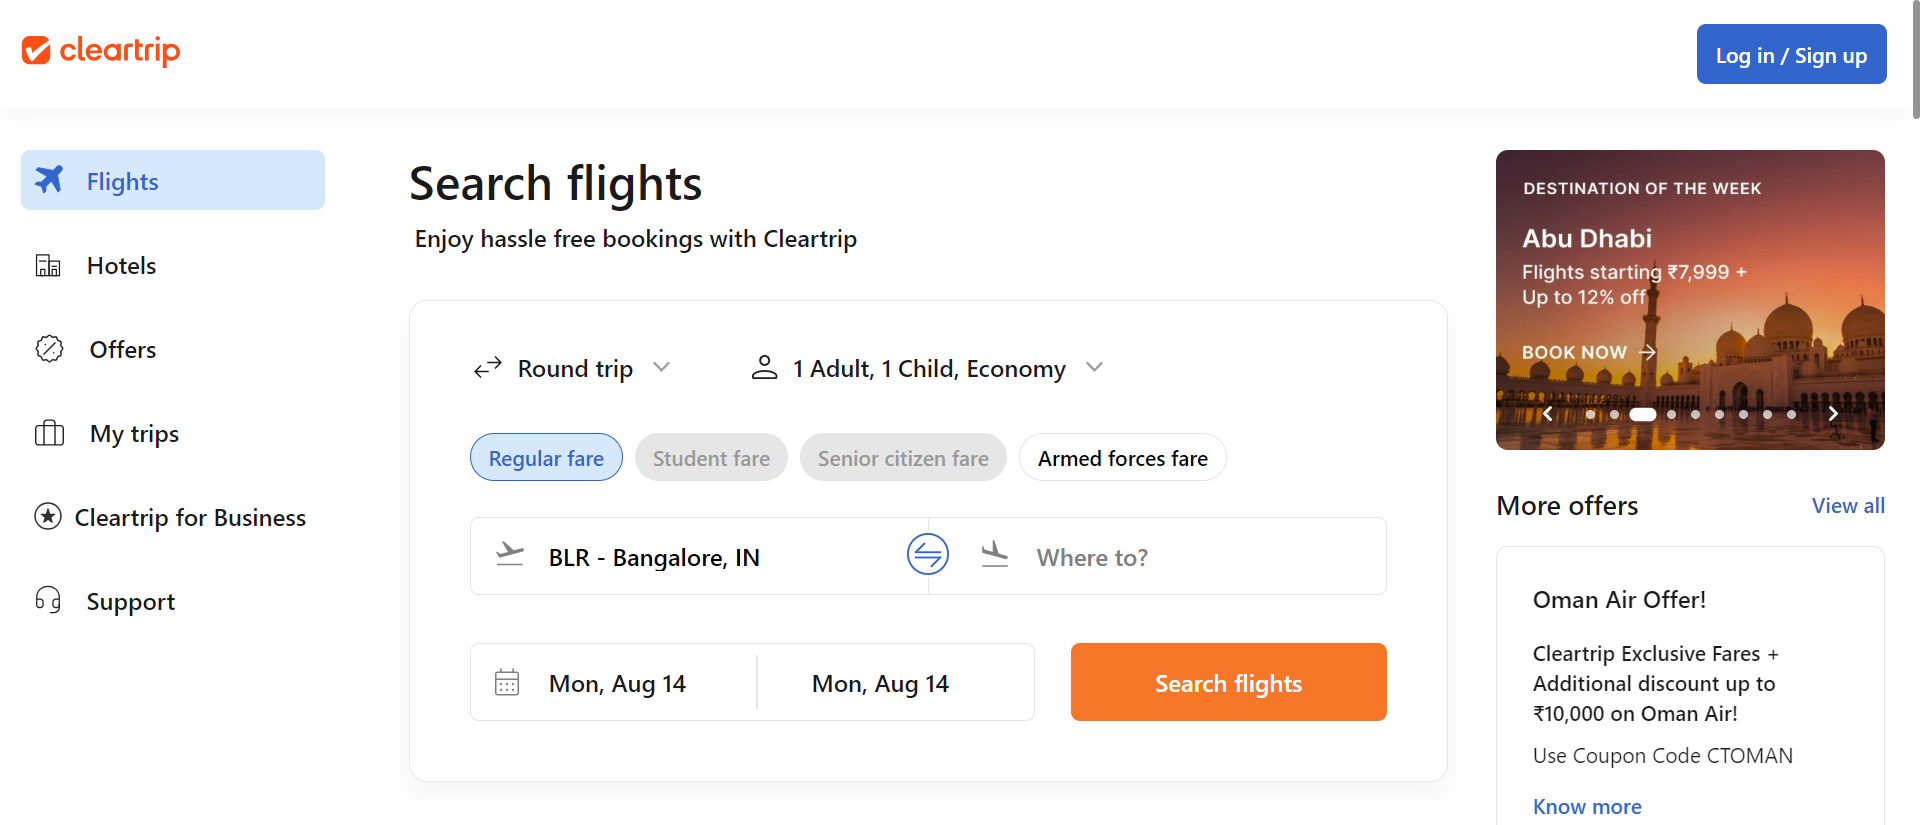 cleartrip
Log in / Sign up
Flights
Hotels
Offers
My trips
Cleartrip for Business
Support
Search flights
Enjoy hassle free bookings with Cleartrip
Round trip
1 Adult, 1 Child, Economy
Regular fare
Student fare
Senior citizen fare
Armed forces fare
BLR - Bangalore, IN
Where to?
Mon, Aug 14
Mon, Aug 14
Search flights
DESTINATION OF THE WEEK
Abu Dhabi
Flights starting ₹7,999 +
Up to 12% off
BOOK NOW
More offers
View all
Oman Air Offer!
Cleartrip Exclusive Fares +
Additional discount up to
₹10,000 on Oman Air!
Use Coupon Code CTOMAN
Know more